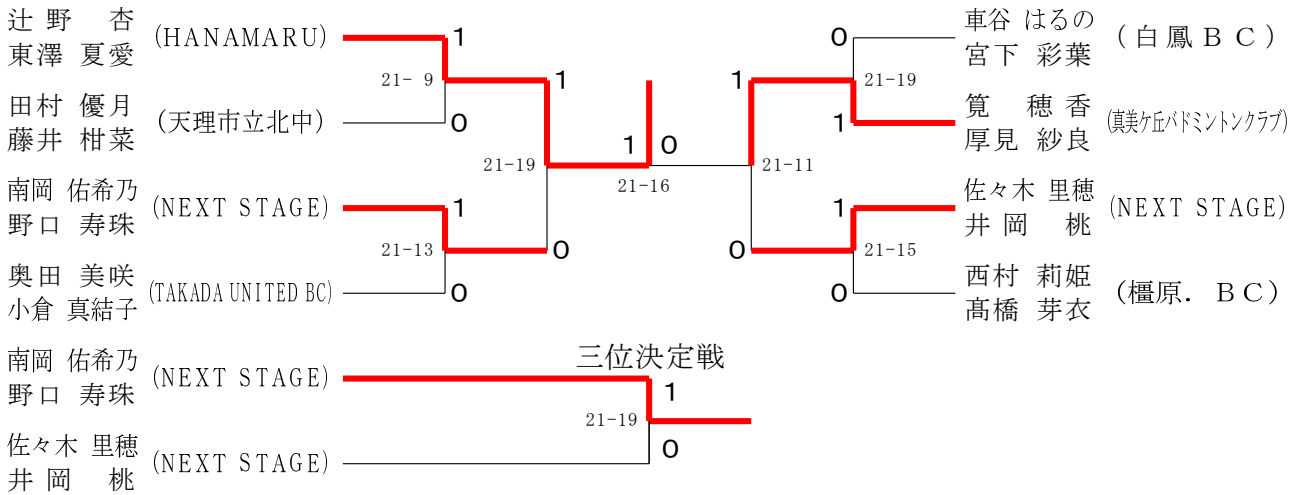 辻 野 杏
東澤 夏愛
(HANAMARU)
1
21- 9
田村 優月
藤井 柑菜
(天理市立北中)
0
1
21-19
南岡 佑希乃
野口 寿珠
(NEXT STAGE)
1
21-13
0
奥田 美咲
小倉 真結子
(TAKADA UNITED BC)
0
1 0
21-16
車谷 はるの
宮下 彩葉
(白鳳BC)
0
21-19
筧 穂香
厚見 紗良
(真美ケ丘バドミントンクラブ)
1
1
21-11
佐々木 里穂
井岡 桃
(NEXT STAGE)
1
21-15
0
西村 莉姫
髙橋 芽衣
(橿原．BC)
0
三位決定戦
南岡 佑希乃
野口 寿珠
(NEXT STAGE)
1
21-19
佐々木 里穂
井岡 桃
(NEXT STAGE)
0